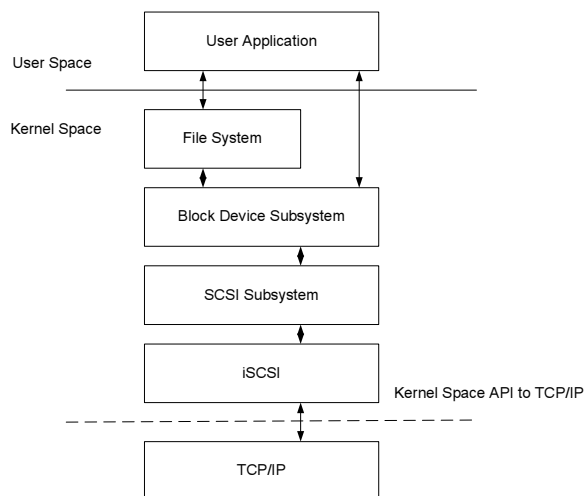 User Application
User Space
Kernel Space
File System
Block Device Subsystem
SCSI Subsystem
iSCSI
Kernel Space API to TCP/IP
TCP/IP